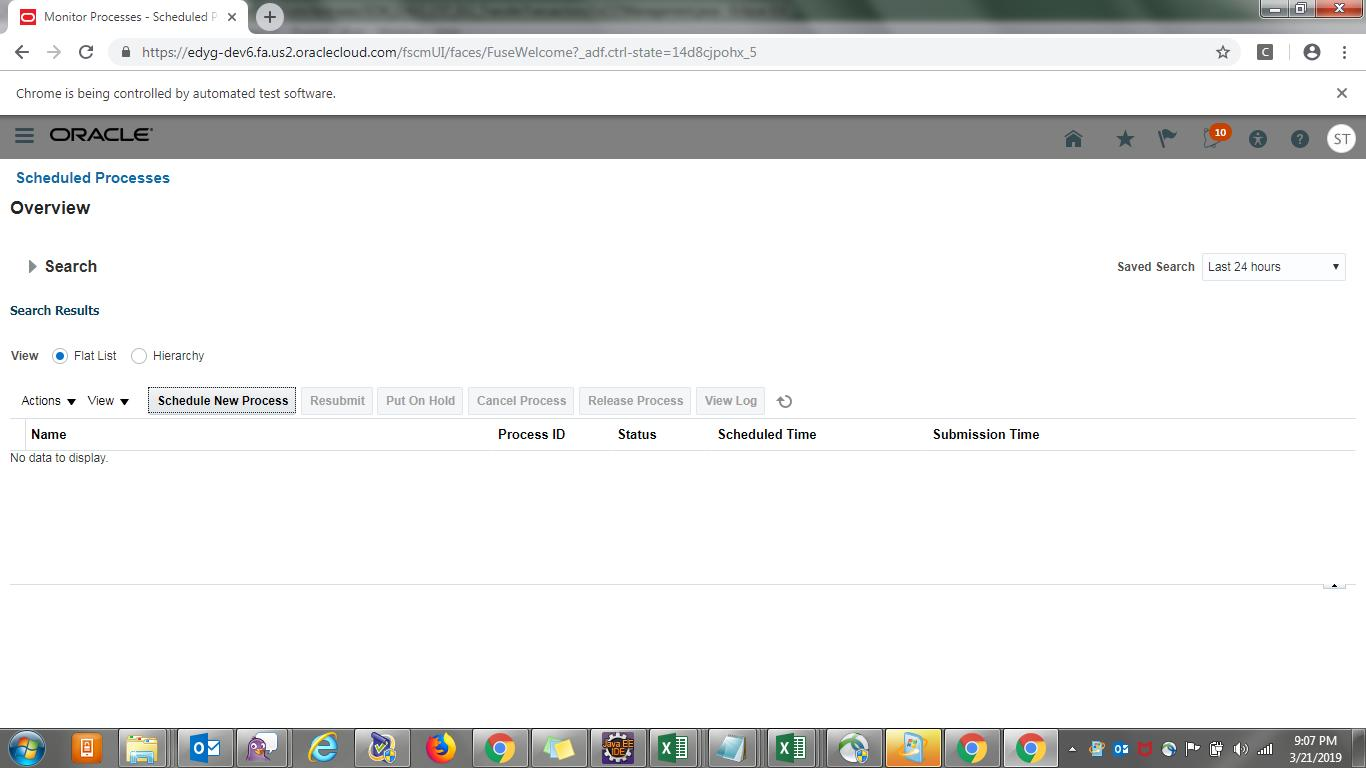 Monitor Processes - Scheduled P
https://edyg-dev6.fa.us2.oraclecloud.com/fscmUI/faces/FuseWelcome?_adf.ctrl-state=14d8cjpohx_5
C
Chrome is being controlled by automated test software.
ORACLE
10
ST
Scheduled Processes
Overview
Search
Saved Search Last 24 hours
Search Results
View Flat List Hierarchy
Actions View Schedule New Process Resubmit Put On Hold Cancel Process Release Process View Log
Name Process ID Status Scheduled Time Submission Time
No data to display.
Java EE
IDE
9:07 PM
3/21/2019